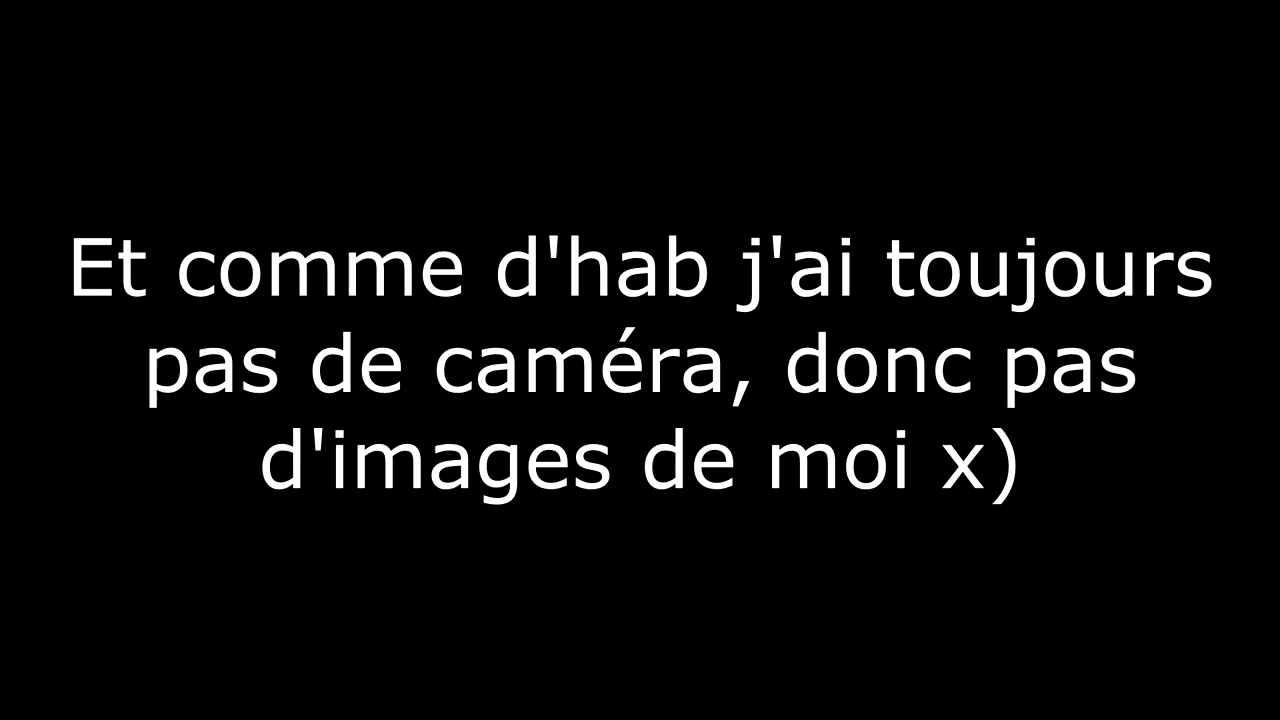 Et comme d'hab j'ai toujours
pas de caméra, donc pas
d'images de moi x)